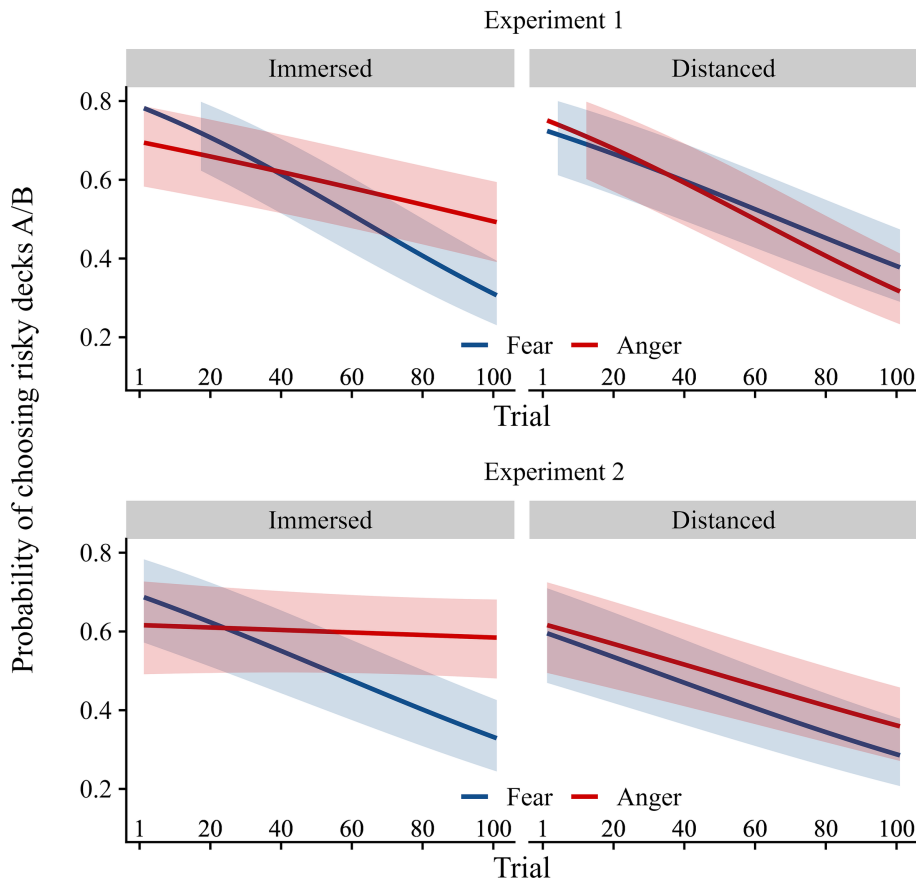 Experiment 1
Immersed
Distanced
Probability of choosing risky decks A/B
0.8
0.6
0.4
0.2
Fear Anger
1 20 40 60 80 100
1 20 40 60 80 100
Trial
Experiment 2
Immersed
Distanced
0.8
0.6
0.4
0.2
Fear Anger
1 20 40 60 80 100
1 20 40 60 80 100
Trial